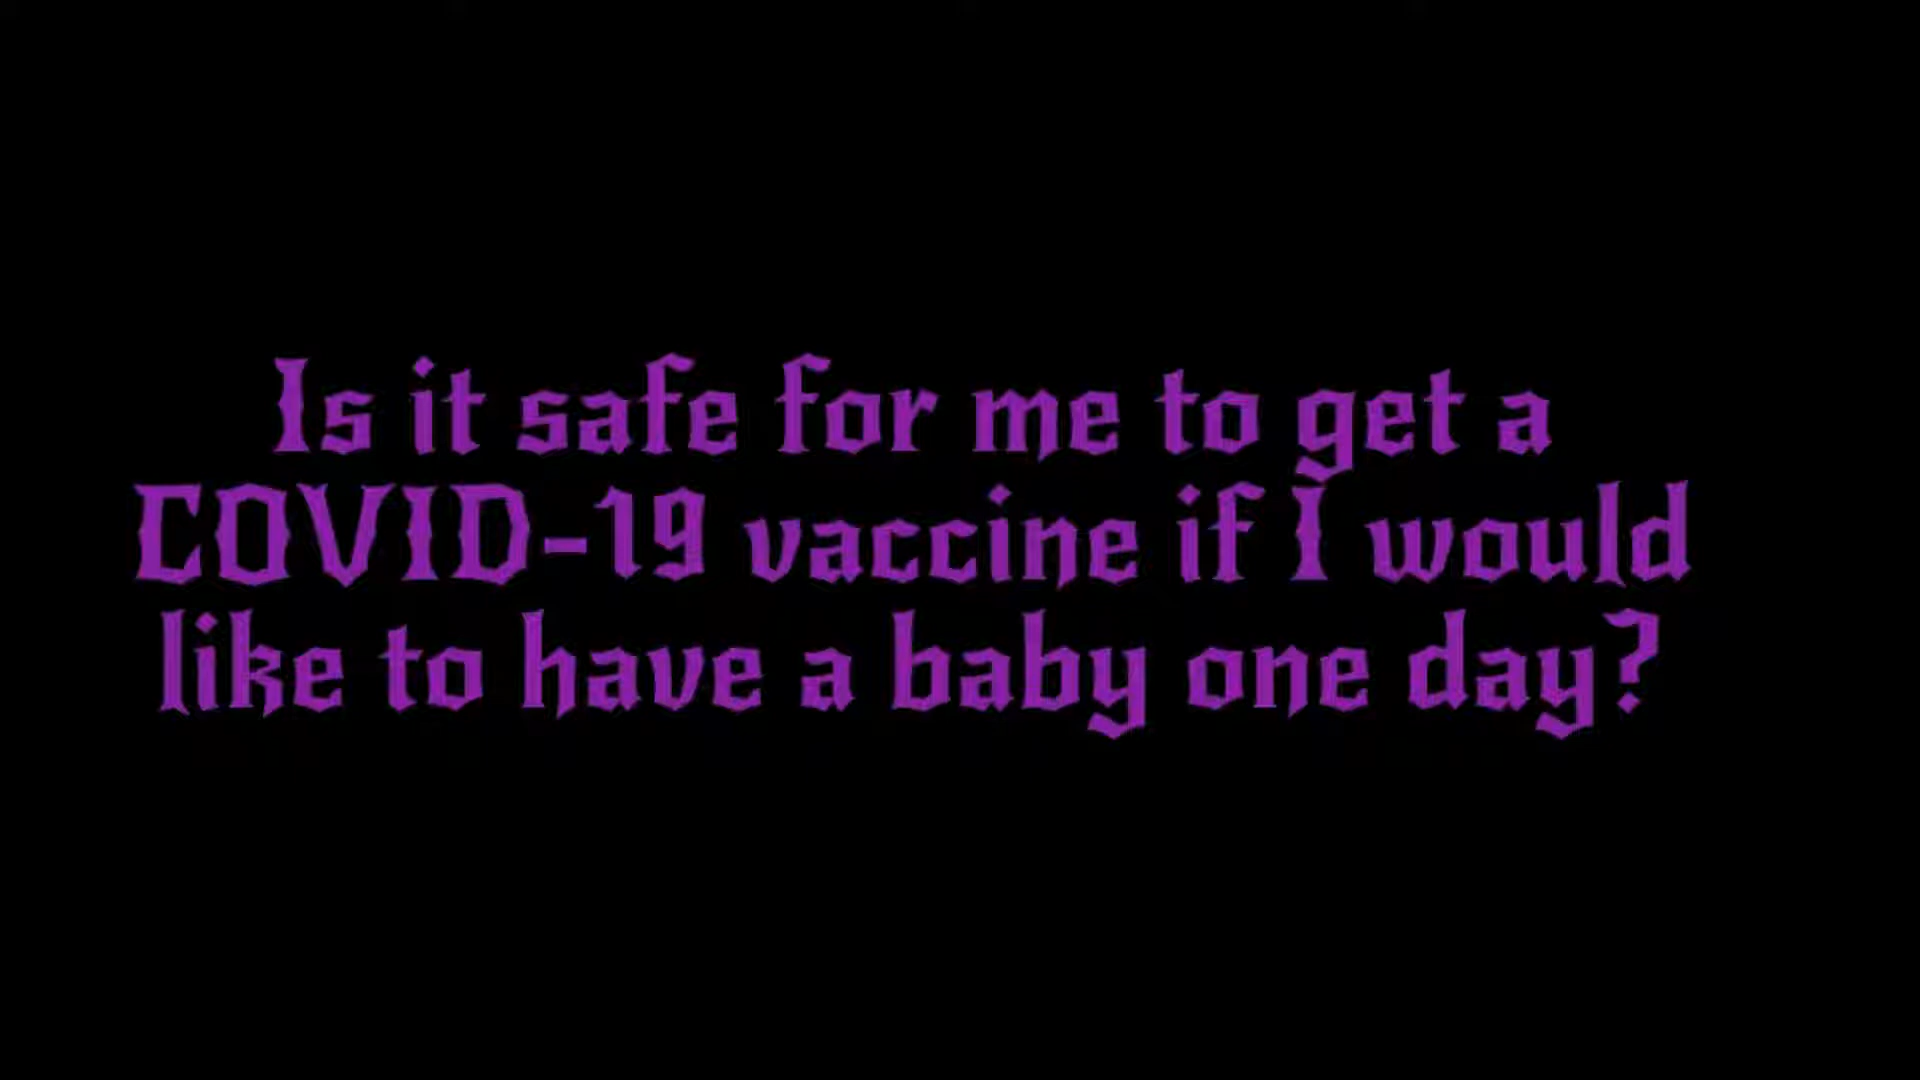 Is it safe for me to get a
COVID-19 vaccine if I would
like to have a baby one day?